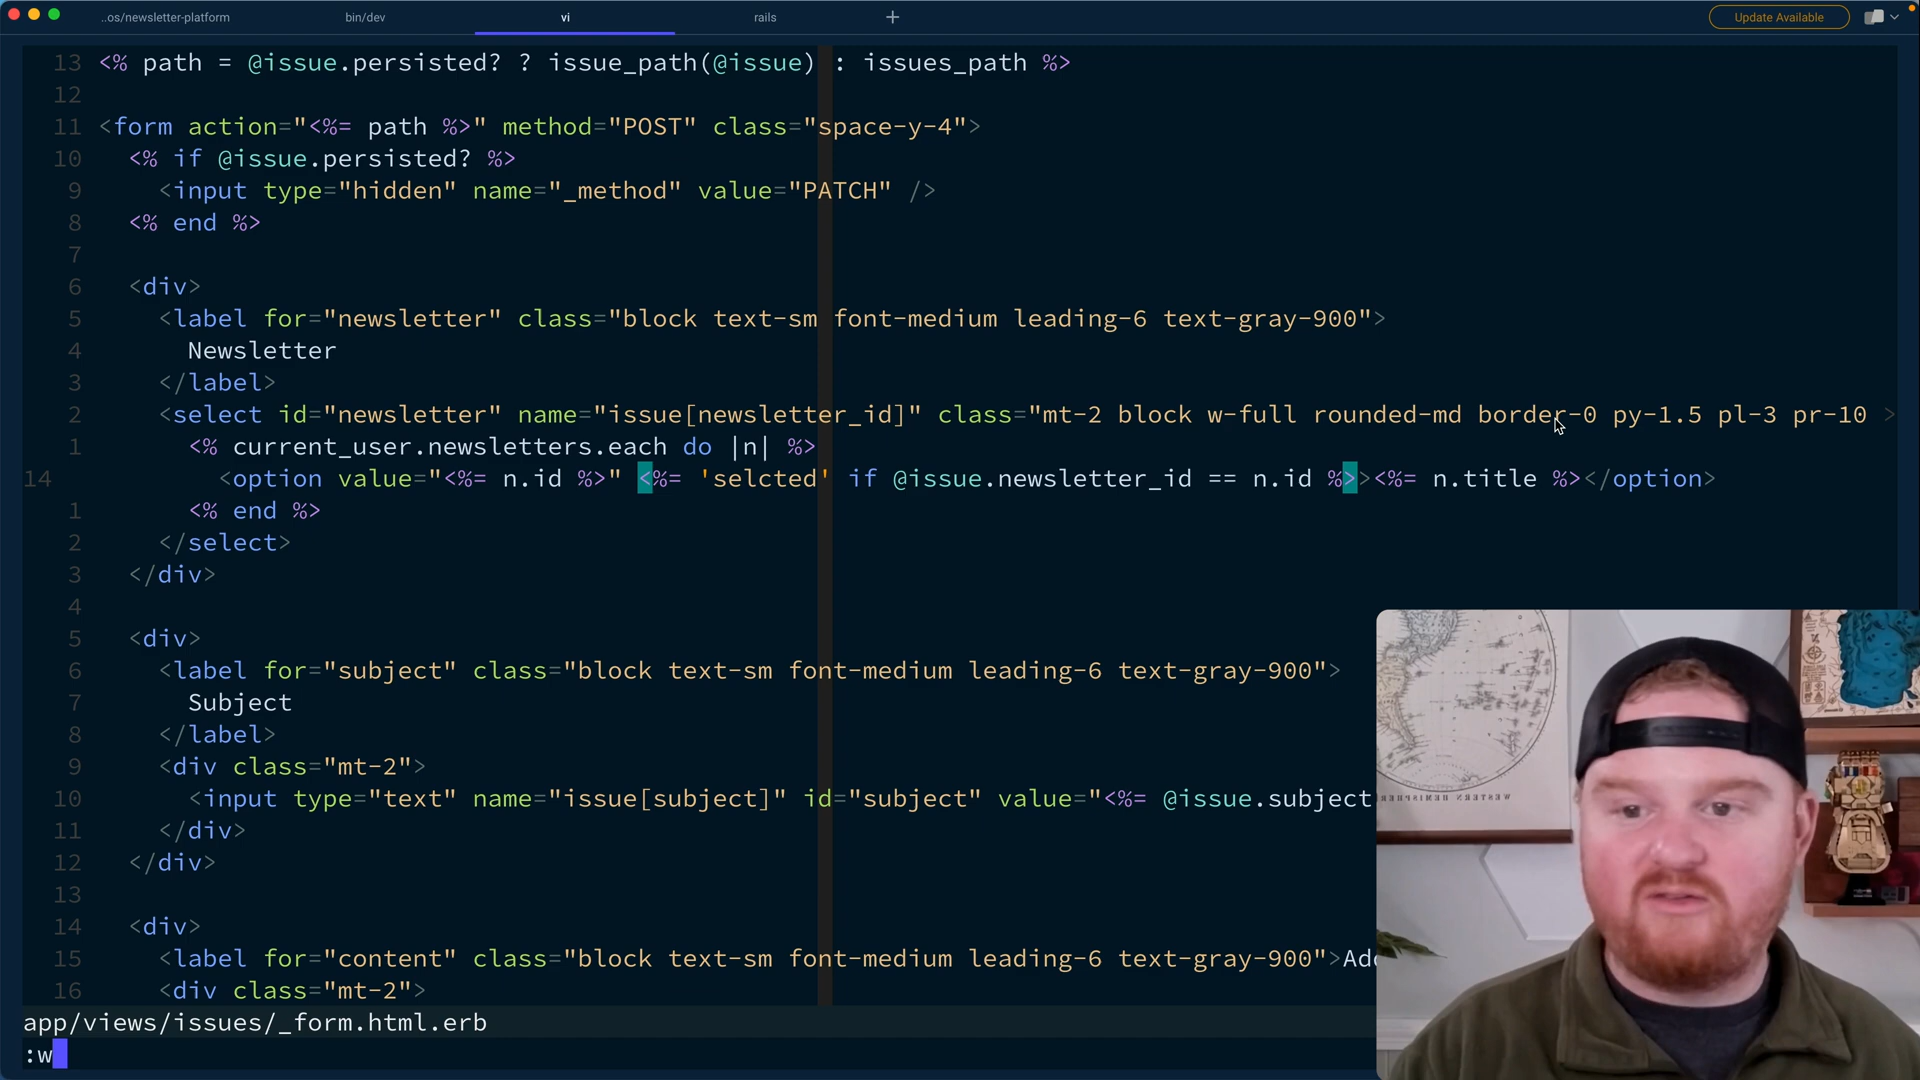 ..os/newsletter-platform bin/dev vi rails + Update Available
13 <% path = @issue.persisted? ? issue_path(@issue) : issues_path %>
12
11 <form action="<%= path %>" method="POST" class="space-y-4">
10 <% if @issue.persisted? %>
9 <input type="hidden" name="_method" value="PATCH" />
8 <% end %>
7
6 <div>
5 <label for="newsletter" class="block text-sm font-medium leading-6 text-gray-900">
4 Newsletter
3 </label>
2 <select id="newsletter" name="issue[newsletter_id]" class="mt-2 block w-full rounded-md border-0 py-1.5 pl-3 pr-10 >
1 <% current_user.newsletters.each do |n| %>
14 <option value="<%= n.id %>" <%= 'selcted' if @issue.newsletter_id == n.id %>><%= n.title %></option>
1 <% end %>
2 </select>
3 </div>
4
5 <div>
6 <label for="subject" class="block text-sm font-medium leading-6 text-gray-900">
7 Subject
8 </label>
9 <div class="mt-2">
10 <input type="text" name="issue[subject]" id="subject" value="<%= @issue.subject
11 </div>
12 </div>
13
14 <div>
15 <label for="content" class="block text-sm font-medium leading-6 text-gray-900">Ad
16 <div class="mt-2">
app/views/issues/_form.html.erb
:w